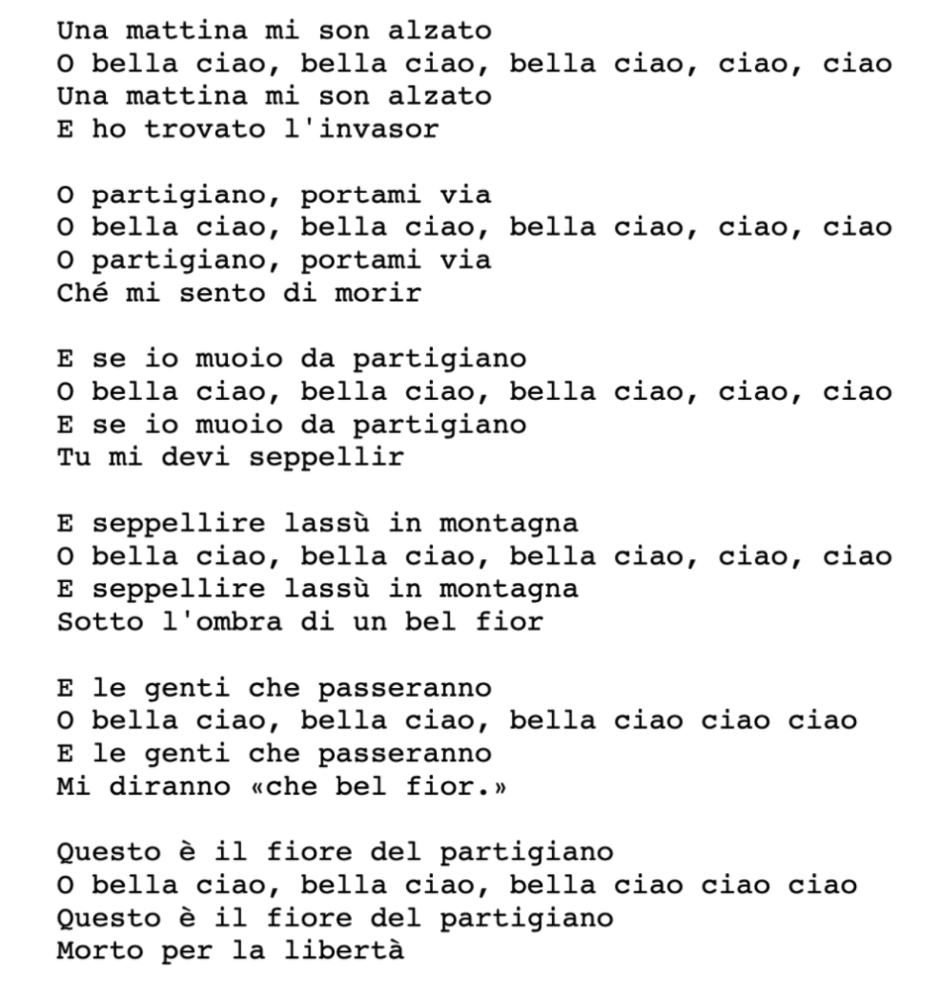 Una mattina mi son alzato
O bella ciao, bella ciao, bella ciao, ciao, ciao
Una mattina mi son alzato
E ho trovato l'invasor

O partigiano, portami via
O bella ciao, bella ciao, bella ciao, ciao, ciao
O partigiano, portami via
Ché mi sento di morir

E se io muoio da partigiano
O bella ciao, bella ciao, bella ciao, ciao, ciao
E se io muoio da partigiano
Tu mi devi seppellir

E seppellire lassù in montagna
O bella ciao, bella ciao, bella ciao, ciao, ciao
E seppellire lassù in montagna
Sotto l'ombra di un bel fior

E le genti che passeranno
O bella ciao, bella ciao, bella ciao ciao ciao
E le genti che passeranno
Mi diranno «che bel fior.»

Questo è il fiore del partigiano
O bella ciao, bella ciao, bella ciao ciao ciao
Questo è il fiore del partigiano
Morto per la libertà